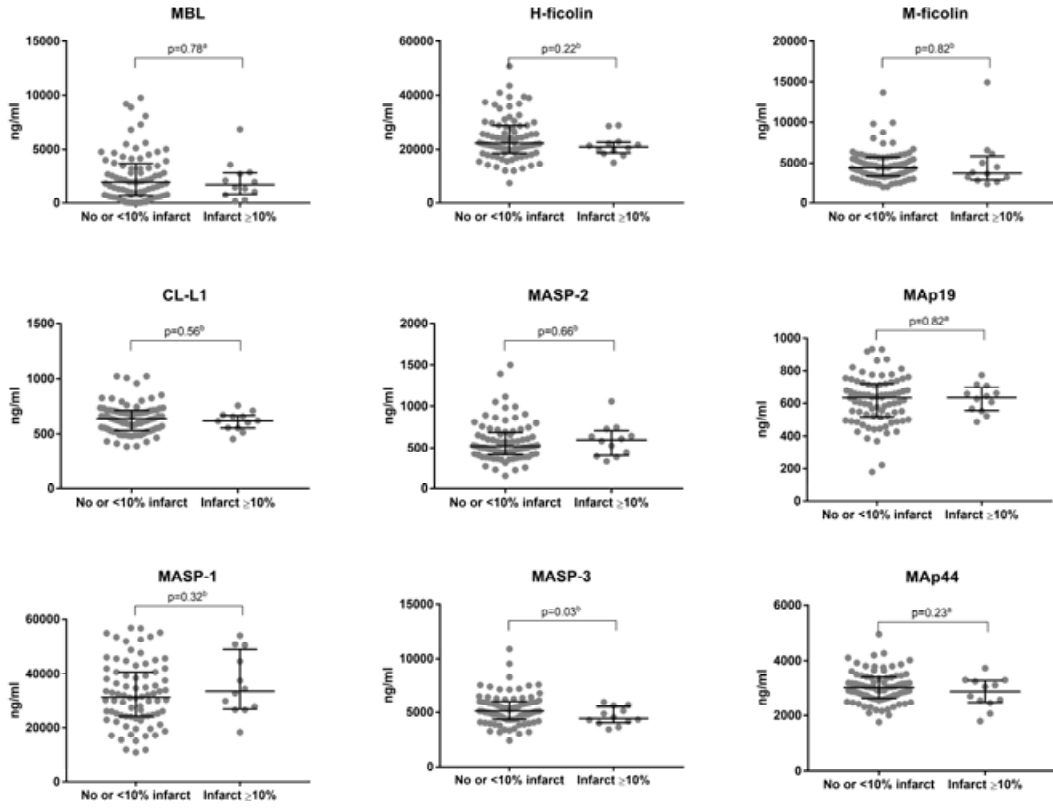 MBL
15000
10000
5000
0
ng/ml
p=0.78ᵃ
No or <10% infarct
Infarct ≥10%
H-ficolin
60000
40000
20000
0
ng/ml
p=0.22ᵇ
No or <10% infarct
Infarct ≥10%
M-ficolin
20000
15000
10000
5000
0
ng/ml
p=0.82ᵇ
No or <10% infarct
Infarct ≥10%
CL-L1
1500
1000
500
0
ng/ml
p=0.56ᵇ
No or <10% infarct
Infarct ≥10%
MASP-2
2000
1500
1000
500
0
ng/ml
p=0.66ᵇ
No or <10% infarct
Infarct ≥10%
MAp19
1000
800
600
400
200
0
ng/ml
p=0.82ᵃ
No or <10% infarct
Infarct ≥10%
MASP-1
60000
40000
20000
0
ng/ml
p=0.32ᵇ
No or <10% infarct
Infarct ≥10%
MASP-3
15000
10000
5000
0
ng/ml
p=0.03ᵇ
No or <10% infarct
Infarct ≥10%
MAp44
6000
4000
2000
0
ng/ml
p=0.23ᵃ
No or <10% infarct
Infarct ≥10%